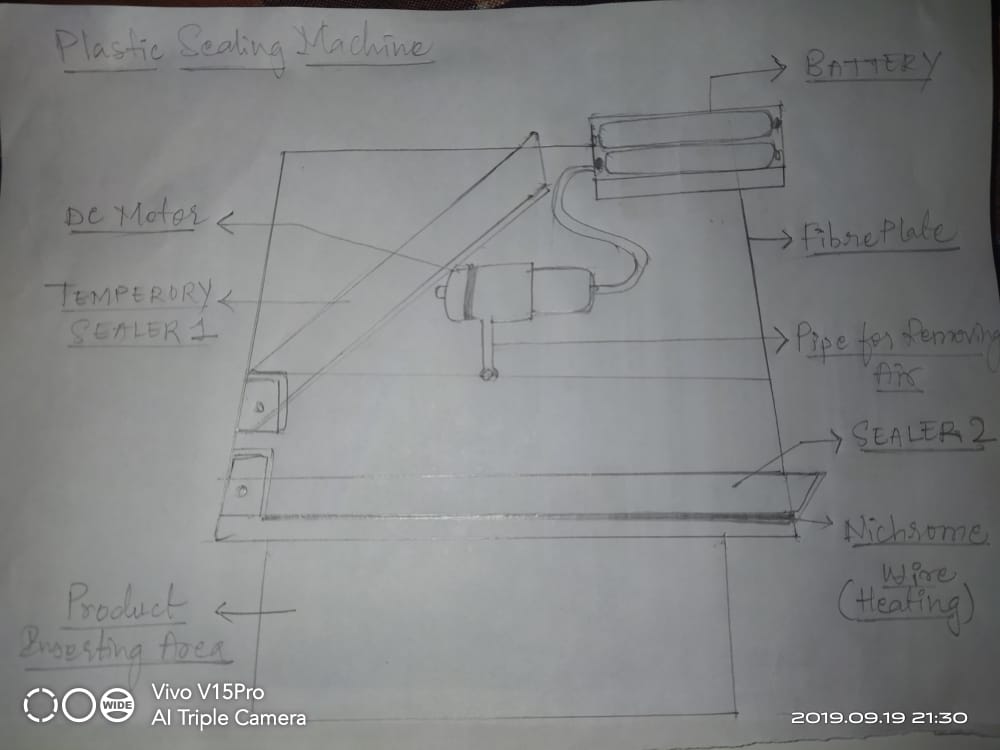 Plastic Sealing Machine
BATTERY
DC Motor
FibrePlate
TEMPERORY
SEALER 1
Pipe for Removing
Air
SEALER 2
Nichrome
Wire
(Heating)
Product
Inserting Area
WIDE
Vivo V15Pro
AI Triple Camera
2019.09.19 21:30